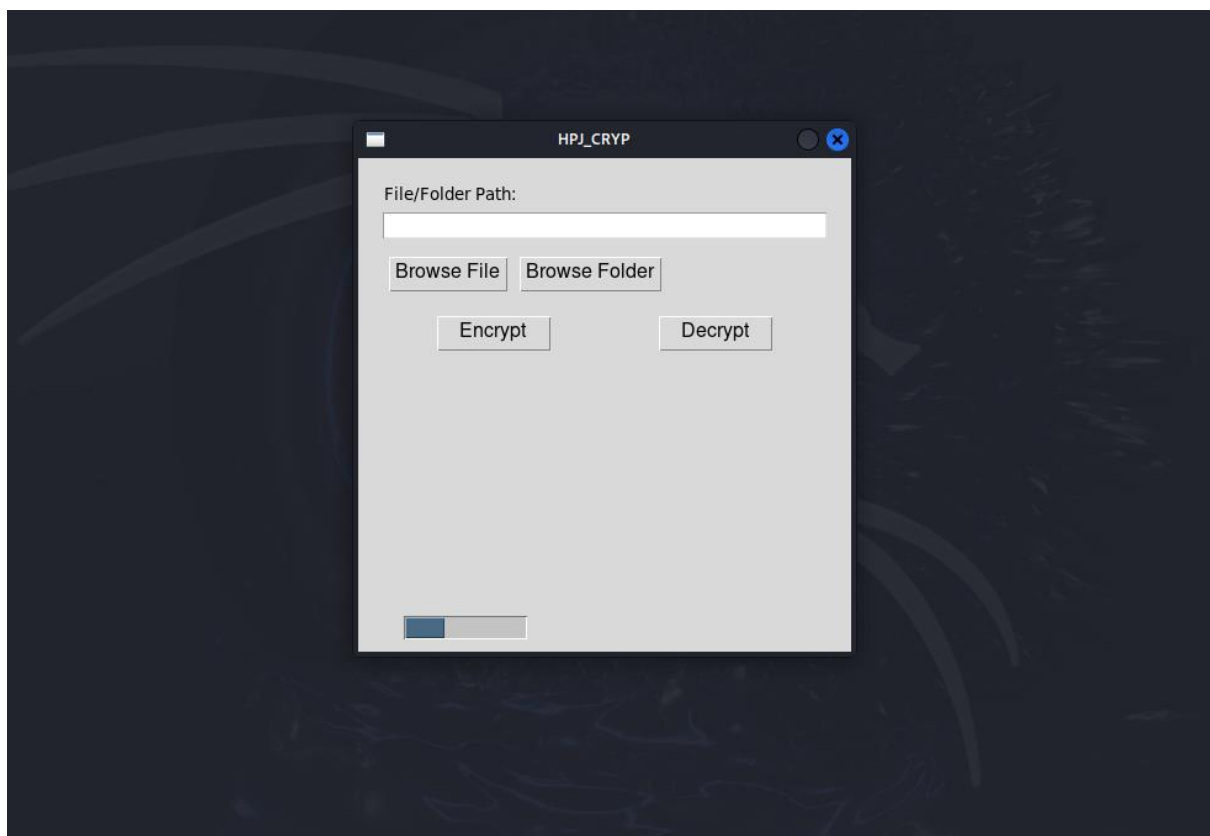 HPJ_CRYP
File/Folder Path:
Browse File Browse Folder
Encrypt Decrypt